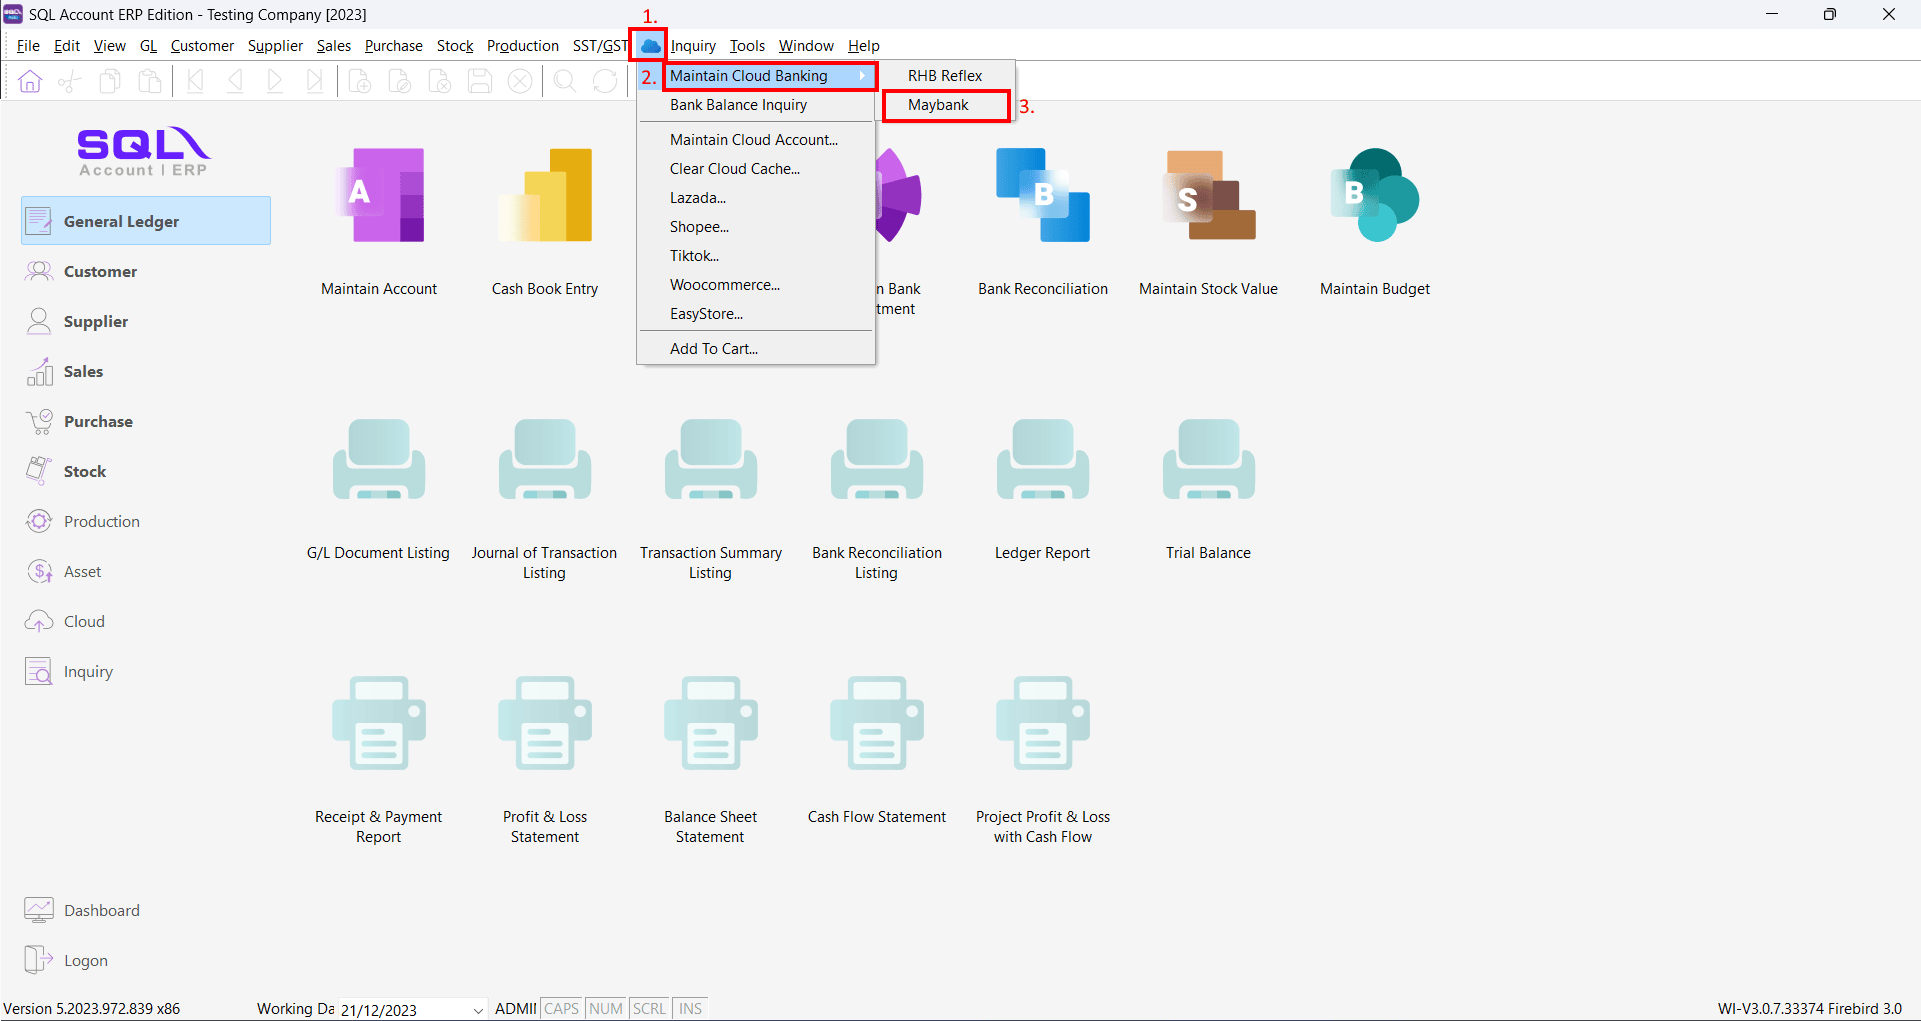 SQL Account ERP Edition - Testing Company [2023]
1.
File Edit View GL Customer Supplier Sales Purchase Stock Production SST/GST Inquiry Tools Window Help
2. Maintain Cloud Banking
RHB Reflex
Bank Balance Inquiry
Maybank 3.
Maintain Cloud Account...
Clear Cloud Cache...
Lazada...
Shopee...
Tiktok...
Woocommerce...
EasyStore...
Add To Cart...
SQL
Account | ERP
General Ledger
Customer
Supplier
Sales
Purchase
Stock
Production
Asset
Cloud
Inquiry
Dashboard
Logon
A
B
S
B
Maintain Account
Cash Book Entry
n Bank
tment
Bank Reconciliation
Maintain Stock Value
Maintain Budget
G/L Document Listing
Journal of Transaction
Listing
Transaction Summary
Listing
Bank Reconciliation
Listing
Ledger Report
Trial Balance
Receipt & Payment
Report
Profit & Loss
Statement
Balance Sheet
Statement
Cash Flow Statement
Project Profit & Loss
with Cash Flow
Version 5.2023.972.839 x86 Working Da 21/12/2023 ADMII CAPS NUM SCRL INS WI-V3.0.7.33374 Firebird 3.0